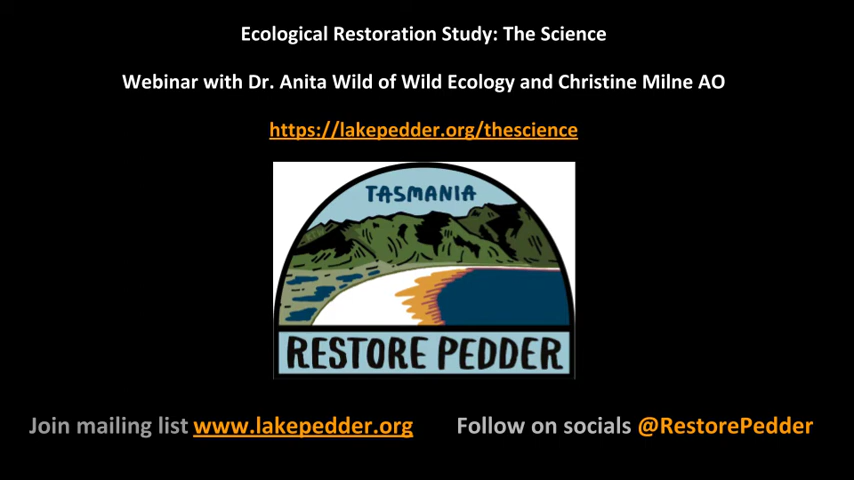 Ecological Restoration Study: The Science
Webinar with Dr. Anita Wild of Wild Ecology and Christine Milne AO
https://lakepedder.org/thescience
TASMANIA
RESTORE PEDDER
Join mailing list www.lakepedder.org
Follow on socials @RestorePedder